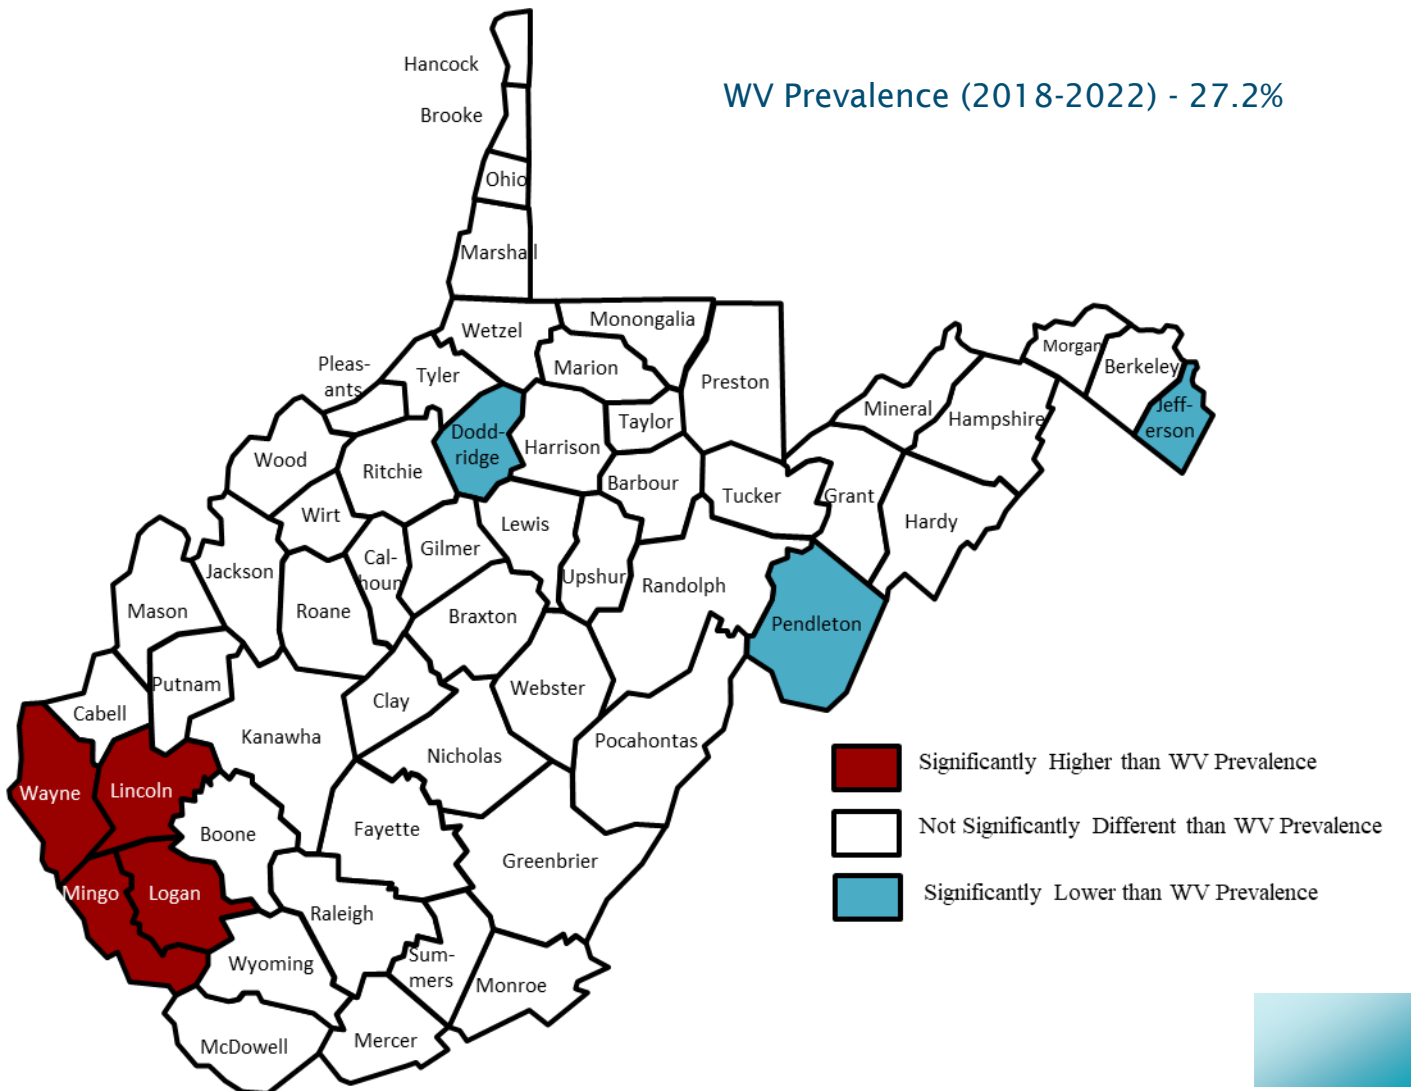 Hancock
WV Prevalence (2018-2022) - 27.2%
Brooke
Ohio
Marshall
Wetzel
Monongalia
Marion
Preston
Pleas-
ants
Tyler
Morgan
Berkeley
Jeff-
erson
Mineral
Hampshire
Taylor
Dodd-
ridge
Harrison
Wood
Ritchie
Barbour
Tucker
Grant
Hardy
Wirt
Lewis
Gilmer
Cal-
houn
Jackson
Upshur
Randolph
Mason
Roane
Braxton
Pendleton
Putnam
Webster
Clay
Cabell
Kanawha
Pocahontas
Nicholas
Significantly Higher than WV Prevalence
Wayne
Lincoln
Boone
Fayette
Not Significantly Different than WV Prevalence
Greenbrier
Mingo
Logan
Significantly Lower than WV Prevalence
Raleigh
Wyoming
Sum-
mers
Monroe
McDowell
Mercer